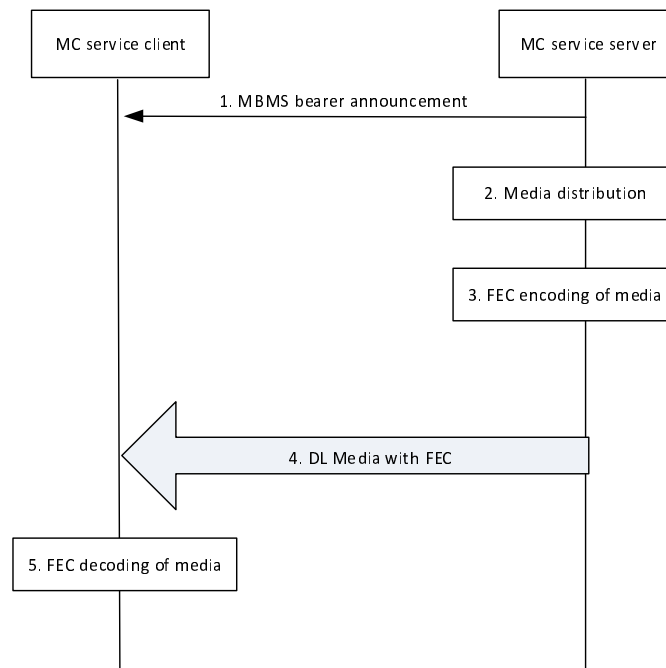 MC service client
MC service server
1. MBMS bearer announcement
2. Media distribution
3. FEC encoding of media
4. DL Media with FEC
5. FEC decoding of media